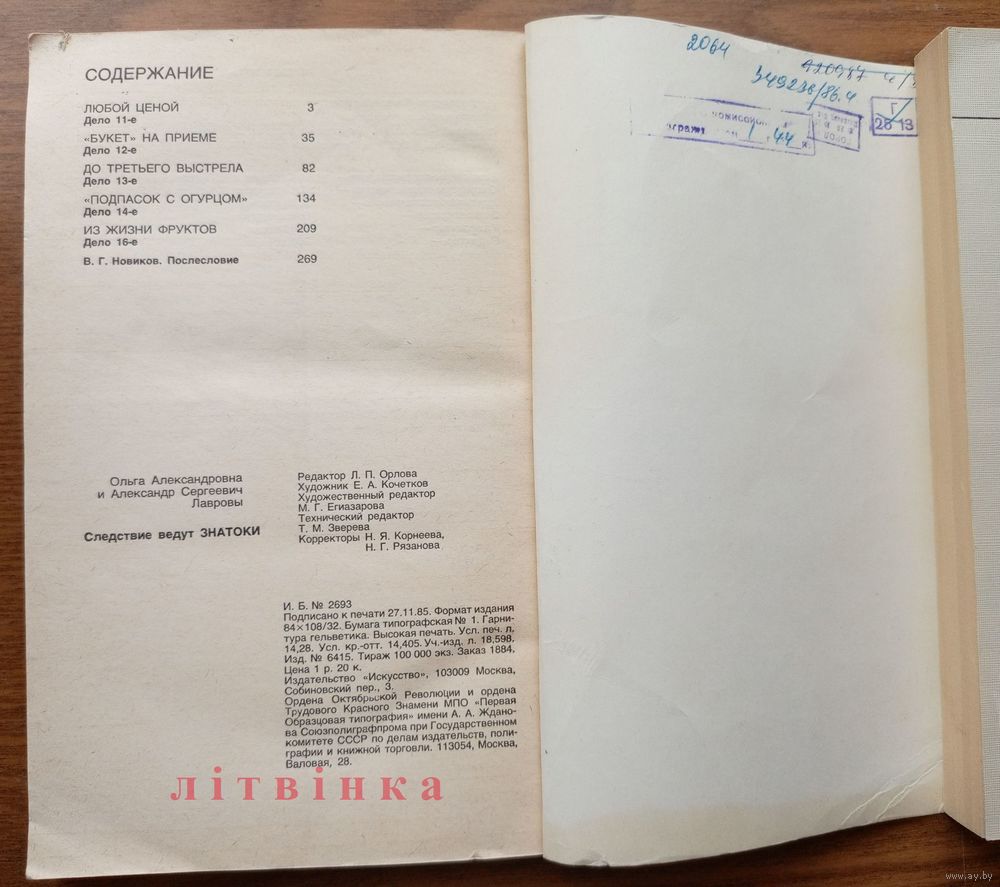 СОДЕРЖАНИЕ
ЛЮБОЙ ЦЕНОЙ 3
Дело 11-е
«БУКЕТ» НА ПРИЕМЕ 35
Дело 12-е
ДО ТРЕТЬЕГО ВЫСТРЕЛА 82
Дело 13-е
«ПОДПАСОК С ОГУРЦОМ» 134
Дело 14-е
ИЗ ЖИЗНИ ФРУКТОВ 209
Дело 16-е
В. Г. Новиков. Послесловие 269
Ольга Александровна
и Александр Сергеевич
Лавровы
Следствие ведут ЗНАТОКИ
Редактор Л. П. Орлова
Художник Е. А. Кочетков
Художественный редактор
М. Г. Егиазарова
Технический редактор
Т. М. Зверева
Корректоры Н. Я. Корнеева,
Н. Г. Рязанова
И. Б. № 2693
Подписано к печати 27.11.85. Формат издания
84×108/32. Бумага типографская № 1. Гарни-
тура гельветика. Высокая печать. Усл. печ. л.
14,28. Усл. кр.-отт. 14,405. Уч.-изд. л. 18,598.
Изд. № 6415. Тираж 100 000 экз. Заказ 1884,
Цена 1 р. 20 к.
Издательство «Искусство», 103009 Москва,
Собиновский пер., 3.
Ордена Октябрьской Революции и ордена
Трудового Красного Знамени МПО «Первая
Образцовая типография» имени А. А. Ждано-
ва Союзполиграфпрома при Государственном
комитете СССР по делам издательств, поли-
графии и книжной торговли. 113054, Москва,
Валовая, 28.
літвінка
2064
349236/86.4
Г
26 13
www.ay.by